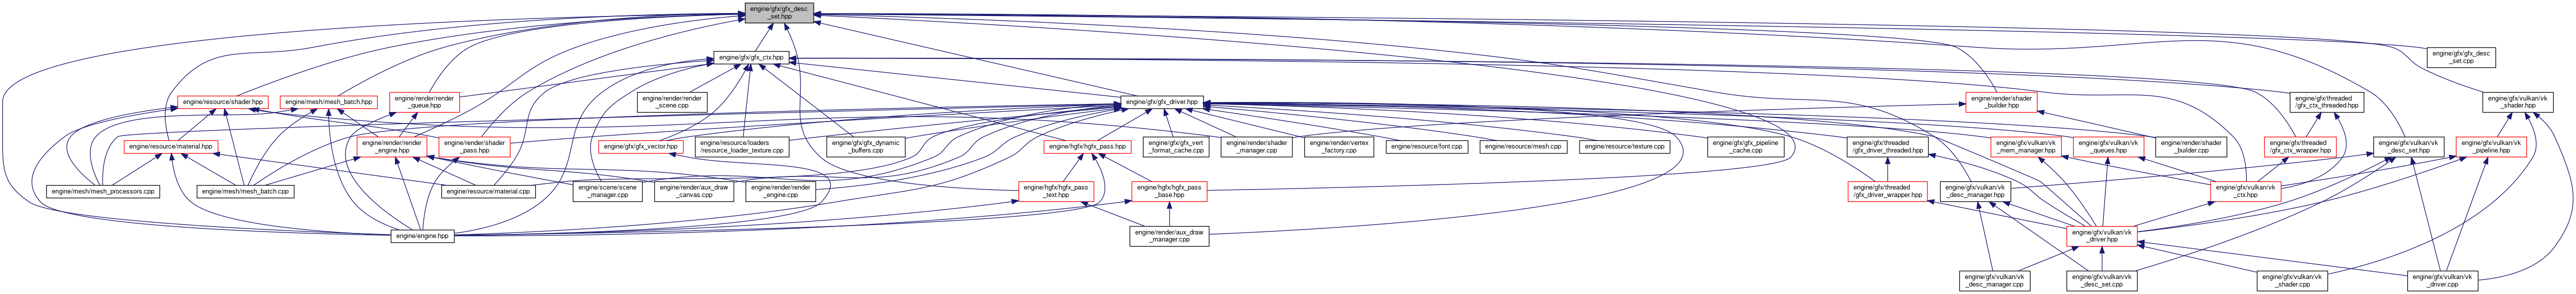 engine/gfx/gfx_desc
_set.hpp
engine/gfx/gfx_ctx.hpp
engine/gfx/gfx_desc
_set.cpp
engine/resource/shader.hpp
engine/mesh/mesh_batch.hpp
engine/render/render
_queue.hpp
engine/render/render
_scene.cpp
engine/gfx/gfx_driver.hpp
engine/render/shader
_builder.hpp
engine/gfx/threaded
/gfx_ctx_threaded.hpp
engine/gfx/vulkan/vk
_shader.hpp
engine/resource/material.hpp
engine/render/render
_engine.hpp
engine/render/shader
_pass.hpp
engine/gfx/gfx_vector.hpp
engine/resource/loaders
/resource_loader_texture.cpp
engine/gfx/gfx_dynamic
_buffers.cpp
engine/hgfx/hgfx_pass.hpp
engine/gfx/gfx_vert
_format_cache.cpp
engine/render/shader
_manager.cpp
engine/render/vertex
_factory.cpp
engine/resource/font.cpp
engine/resource/mesh.cpp
engine/resource/texture.cpp
engine/gfx/gfx_pipeline
_cache.cpp
engine/gfx/threaded
/gfx_driver_threaded.hpp
engine/gfx/vulkan/vk
_mem_manager.hpp
engine/gfx/vulkan/vk
_queues.hpp
engine/render/shader
_builder.cpp
engine/gfx/threaded
/gfx_ctx_wrapper.hpp
engine/gfx/vulkan/vk
_desc_set.hpp
engine/gfx/vulkan/vk
_pipeline.hpp
engine/mesh/mesh_processors.cpp
engine/mesh/mesh_batch.cpp
engine/resource/material.cpp
engine/scene/scene
_manager.cpp
engine/render/aux_draw
_canvas.cpp
engine/render/render
_engine.cpp
engine/hgfx/hgfx_pass
_text.hpp
engine/hgfx/hgfx_pass
_base.hpp
engine/gfx/threaded
/gfx_driver_wrapper.hpp
engine/gfx/vulkan/vk
_desc_manager.hpp
engine/gfx/vulkan/vk
_ctx.hpp
engine/engine.hpp
engine/render/aux_draw
_manager.cpp
engine/gfx/vulkan/vk
_driver.hpp
engine/gfx/vulkan/vk
_desc_manager.cpp
engine/gfx/vulkan/vk
_desc_set.cpp
engine/gfx/vulkan/vk
_shader.cpp
engine/gfx/vulkan/vk
_driver.cpp